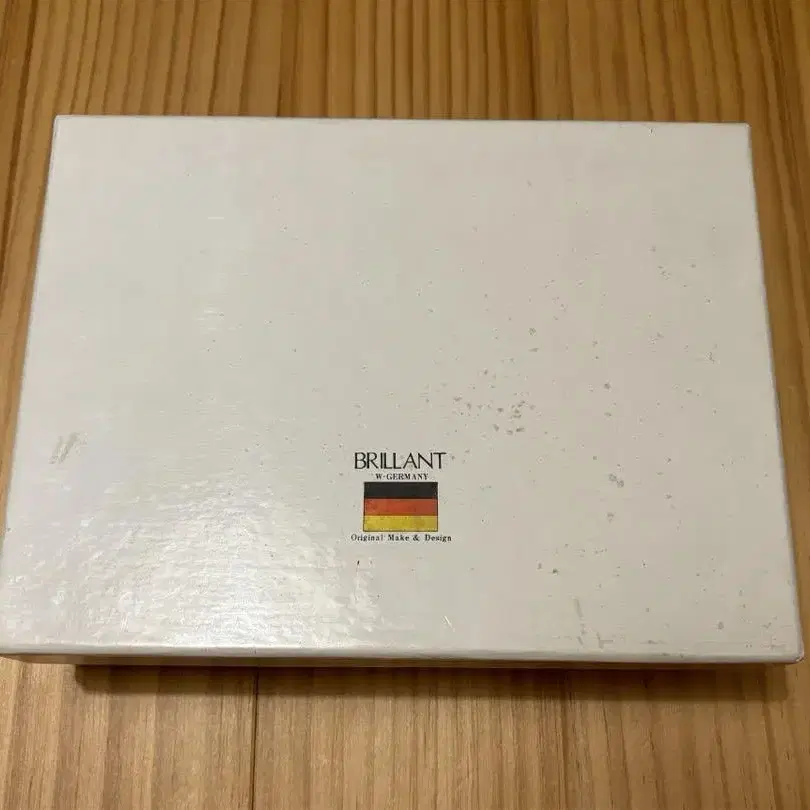 BRILLANT
W-GERMANY
Original Make & Design